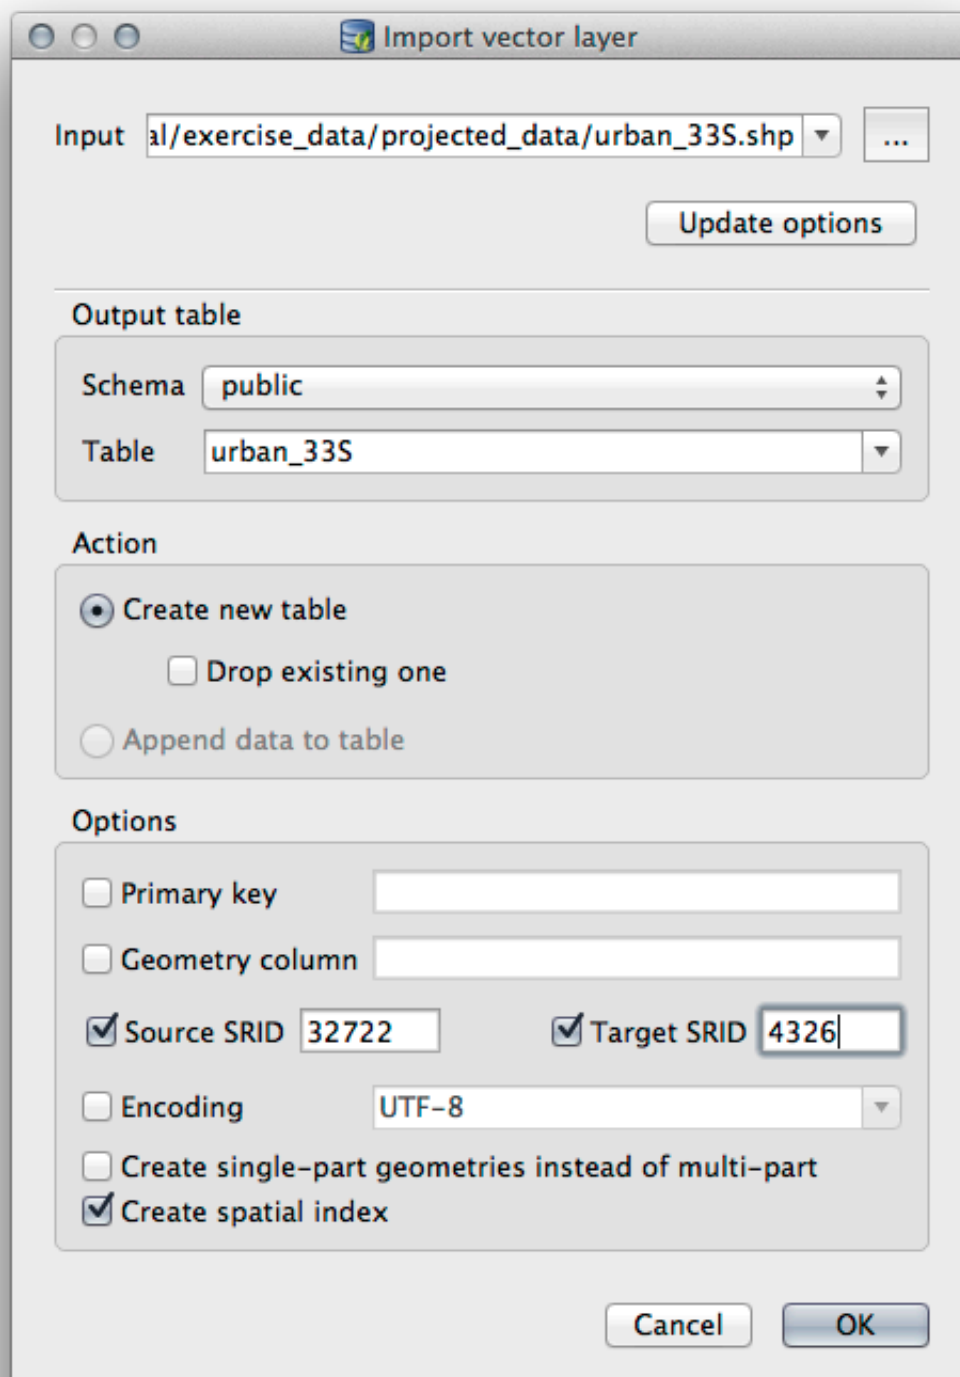 Import vector layer
Input al/exercise_data/projected_data/urban_33S.shp ...
Update options
Output table
Schema public
Table urban_33S
Action
Create new table
Drop existing one
Append data to table
Options
Primary key
Geometry column
Source SRID 32722 Target SRID 4326
Encoding UTF-8
Create single-part geometries instead of multi-part
Create spatial index
Cancel OK